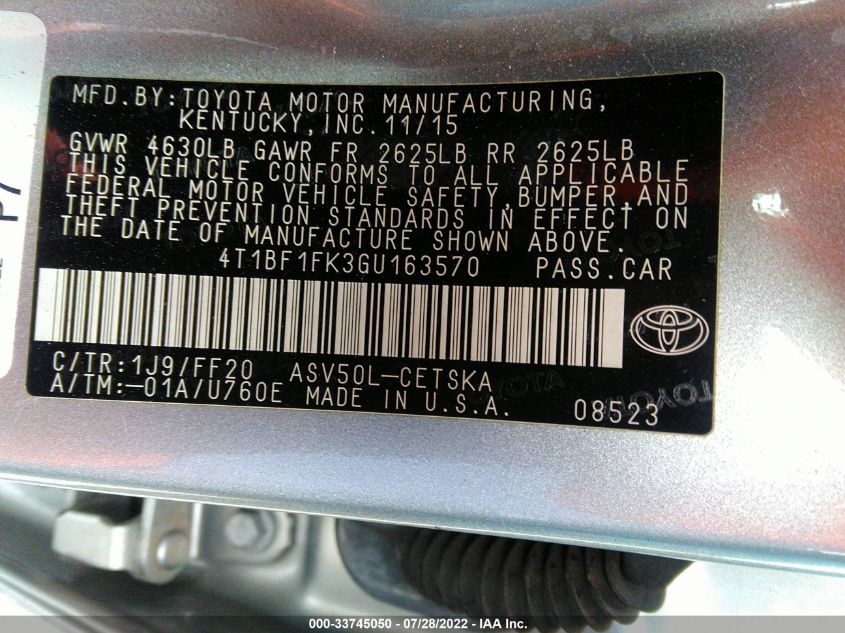 MFD.BY:TOYOTA MOTOR MANUFACTURING,
KENTUCKY,INC.11/15
GVWR 4630LB GAWR FR 2625LB RR 2625LB
THIS VEHICLE CONFORMS TO ALL APPLICABLE
FEDERAL MOTOR VEHICLE SAFETY,BUMPER,AND
THEFT PREVENTION STANDARDS IN EFFECT ON
THE DATE OF MANUFACTURE SHOWN ABOVE.
4T1BF1FK3GU163570 PASS.CAR
C/TR:1J9/FF20 ASV50L-CETSKA
A/TM:-01A/U760E MADE IN U.S.A. 08523
TOYOTA
TOYOTA
P7
000-33745050 - 07/28/2022 - IAA Inc.